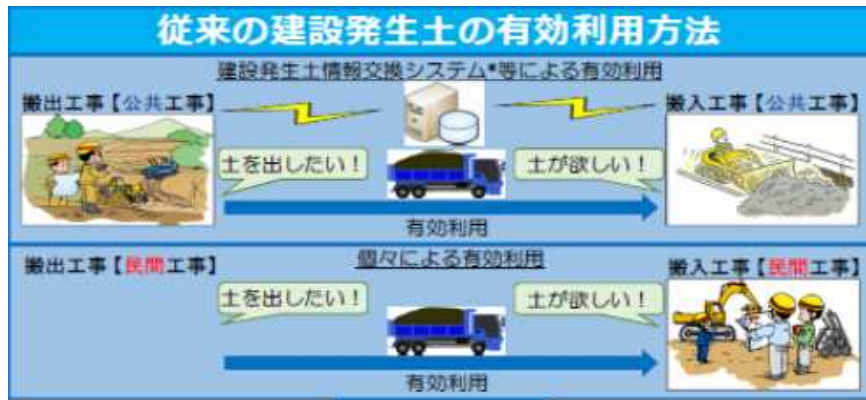 従来の建設発生土の有効利用方法
建設発生土情報交換システム*等による有効利用
搬出工事【公共工事】
搬入工事【公共工事】
土を出したい!
土が欲しい!
有効利用
個々による有効利用
搬出工事【民間工事】
搬入工事【民間工事】
土を出したい!
土が欲しい!
有効利用